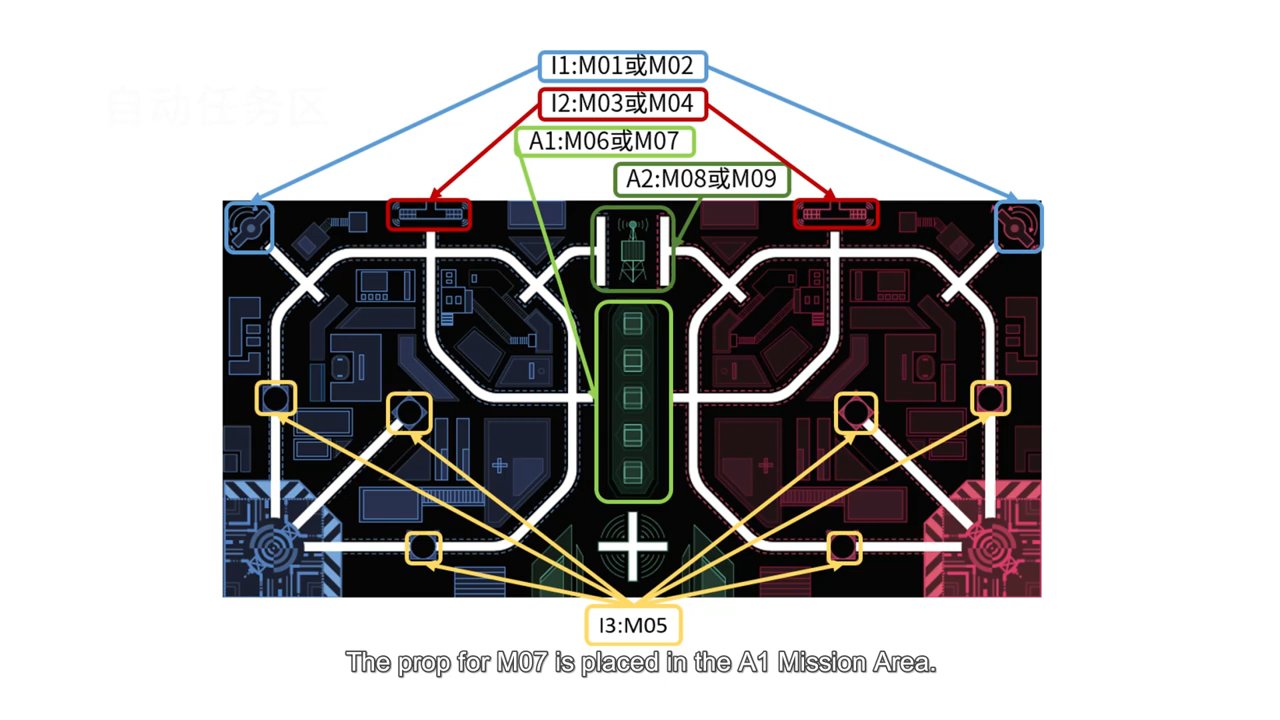 I1:M01或M02
自动任务区
I2:M03或M04
A1:M06或M07
A2:M08或M09
I3:M05
The prop for M07 is placed in the A1 Mission Area.